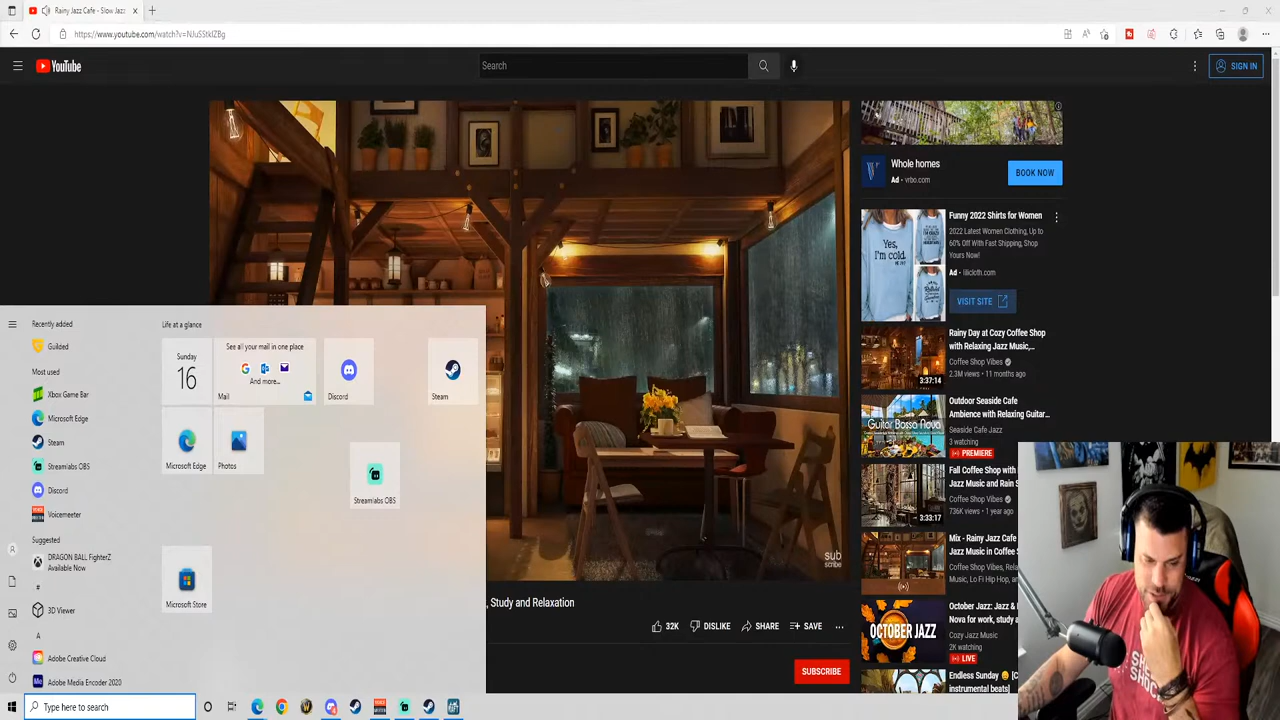 Rainy Jazz Cafe - Slow Jazz
https://www.youtube.com/watch?v=NJuSStkIZBg
YouTube
Search
SIGN IN
Whole homes
Ad • vrbo.com
BOOK NOW
Funny 2022 Shirts for Women
2022 Latest Women Clothing, Up to
60% Off With Fast Shipping, Shop
Yours Now!
Ad • lilicloth.com
VISIT SITE
Yes,
I'm cold.
Rainy Day at Cozy Coffee Shop
with Relaxing Jazz Music,...
Coffee Shop Vibes
2.3M views • 11 months ago
3:37:14
Outdoor Seaside Cafe
Ambience with Relaxing Guitar...
Seaside Cafe Jazz
3 watching
PREMIERE
Guitar Bossa Nova
Fall Coffee Shop with
Jazz Music and Rain S
Coffee Shop Vibes
736K views • 1 year ago
3:33:17
Mix - Rainy Jazz Cafe
Jazz Music in Coffee S
Coffee Shop Vibes, Re
Music, Lo Fi Hip Hop,
October Jazz: Jazz &
Nova for work, study a
Cozy Jazz Music
2K watching
LIVE
OCTOBER JAZZ
Endless Sunday
instrumental beats]
sub
scribe
, Study and Relaxation
32K
DISLIKE
SHARE
SAVE
SUBSCRIBE
Recently added
Guilded
Most used
Xbox Game Bar
Microsoft Edge
Steam
Streamlabs OBS
Discord
Voicemeeter
Suggested
DRAGON BALL FighterZ
Available Now
#
3D Viewer
A
Adobe Creative Cloud
Adobe Media Encoder 2020
Life at a glance
Sunday
16
See all your mail in one place
And more...
Mail
Discord
Steam
Microsoft Edge
Photos
Streamlabs OBS
Microsoft Store
Type here to search